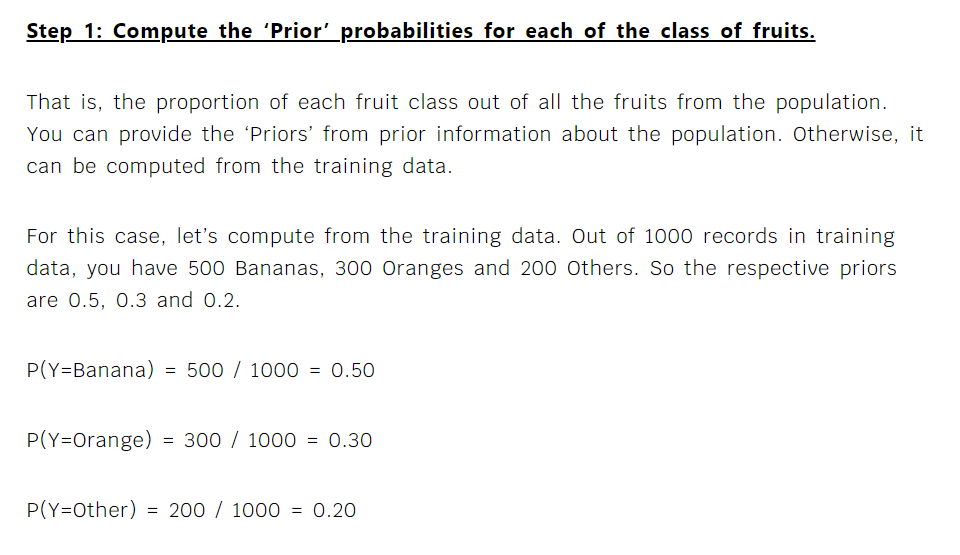 Step 1: Compute the ‘Prior’ probabilities for each of the class of fruits.
That is, the proportion of each fruit class out of all the fruits from the population.
You can provide the ‘Priors’ from prior information about the population. Otherwise, it
can be computed from the training data.
For this case, let’s compute from the training data. Out of 1000 records in training
data, you have 500 Bananas, 300 Oranges and 200 Others. So the respective priors
are 0.5, 0.3 and 0.2.
P(Y=Banana) = 500 / 1000 = 0.50
P(Y=Orange) = 300 / 1000 = 0.30
P(Y=Other) = 200 / 1000 = 0.20